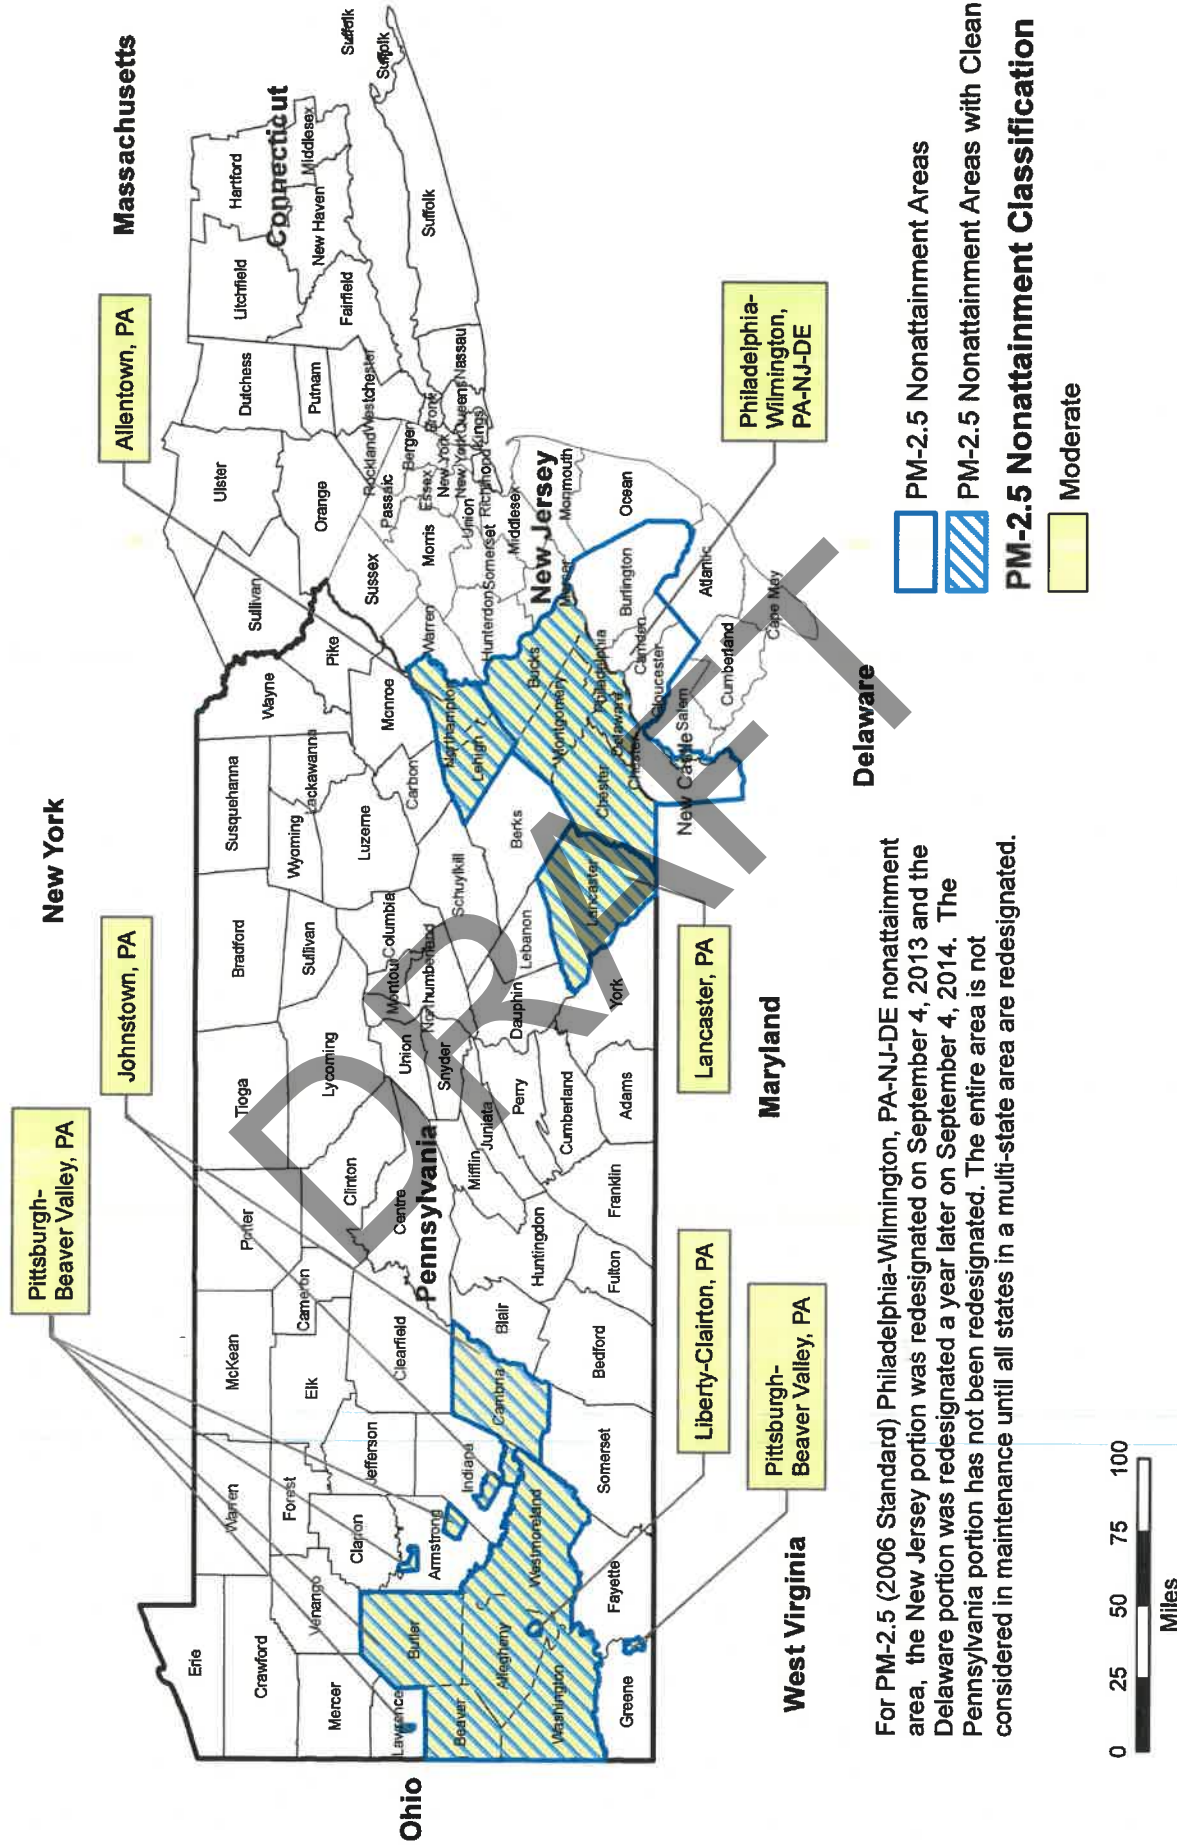 Massachusetts
New York
Allentown, PA
Johnstown, PA
Pittsburgh-
Beaver Valley, PA
Ohio
Pennsylvania
Connecticut
New Jersey
Delaware
Maryland
West Virginia
Philadelphia-
Wilmington,
PA-NJ-DE
Lancaster, PA
Liberty-Clairton, PA
Pittsburgh-
Beaver Valley, PA
Erie
Crawford
Mercer
Lawrence
Beaver
Washington
Greene
Warren
Forest
Venango
Clarion
Butler
Armstrong
Allegheny
Westmoreland
Fayette
McKean
Elk
Cameron
Jefferson
Clearfield
Indiana
Cambria
Somerset
Potter
Clinton
Centre
Blair
Bedford
Huntingdon
Fulton
Mifflin
Franklin
Tioga
Lycoming
Union
Snyder
Juniata
Perry
Cumberland
Adams
Bradford
Sullivan
Columbia
Montour
Northumberland
Dauphin
York
Schuylkill
Lebanon
Lancaster
Susquehanna
Wyoming
Lackawanna
Luzerne
Carbon
Berks
Chester
Wayne
Pike
Monroe
Northampton
Lehigh
Bucks
Montgomery
Philadelphia
Delaware
Chester
New Castle
Salem
Gloucester
Camden
Cumberland
Cape May
Atlantic
Burlington
Ocean
Monmouth
Mercer
Middlesex
Somerset
Hunterdon
Warren
Sussex
Morris
Passaic
Essex
Union
Bergen
Richmond
New York
New York
Kings
Queens
Bronx
Nassau
Suffolk
Suffolk
Suffolk
Rockland
Westchester
Sullivan
Ulster
Orange
Dutchess
Putnam
Litchfield
Fairfield
Hartford
New Haven
Middlesex
DRAFT
PM-2.5 Nonattainment Areas
PM-2.5 Nonattainment Areas with Clean
PM-2.5 Nonattainment Classification
Moderate
For PM-2.5 (2006 Standard) Philadelphia-Wilmington, PA-NJ-DE nonattainment
area, the New Jersey portion was redesignated on September 4, 2013 and the
Delaware portion was redesignated a year later on September 4, 2014. The
Pennsylvania portion has not been redesignated. The entire area is not
considered in maintenance until all states in a multi-state area are redesignated.
0 25 50 75 100
Miles